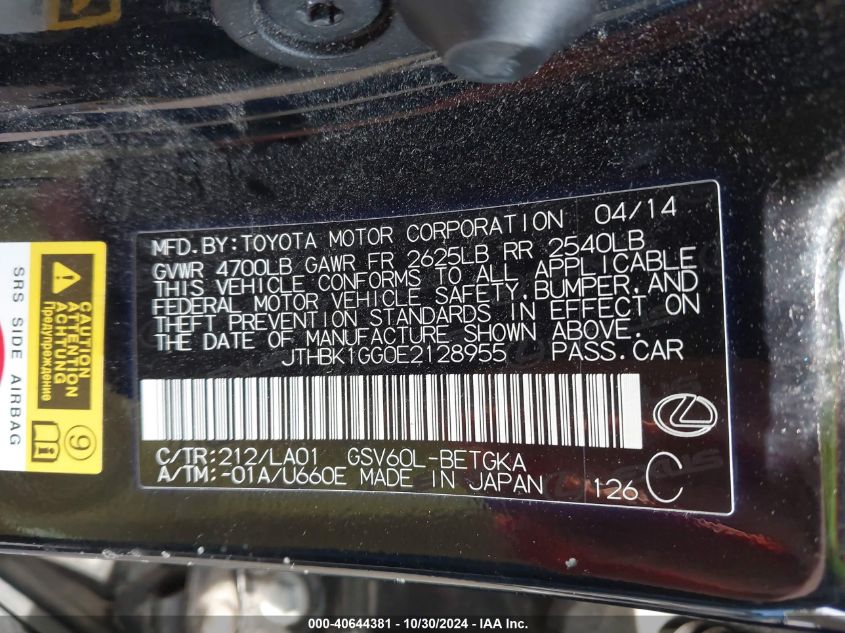 MFD. BY: TOYOTA MOTOR CORPORATION 04/14
GVWR 4700LB GAWR FR 2625LB RR 2540LB
THIS VEHICLE CONFORMS TO ALL APPLICABLE
FEDERAL MOTOR VEHICLE SAFETY, BUMPER, AND
THEFT PREVENTION STANDARDS IN EFFECT ON
THE DATE OF MANUFACTURE SHOWN ABOVE.
JTHBK1GG0E2128955 PASS. CAR
C/TR: 212/LA01 GSV60L-BETGKA
A/TM: -01A/U660E MADE IN JAPAN
126 C
SRS SIDE AIRBAG
CAUTION
ATTENTION
ACHTUNG
Предупреждение
9
000-40644381 - 10/30/2024 - IAA Inc.